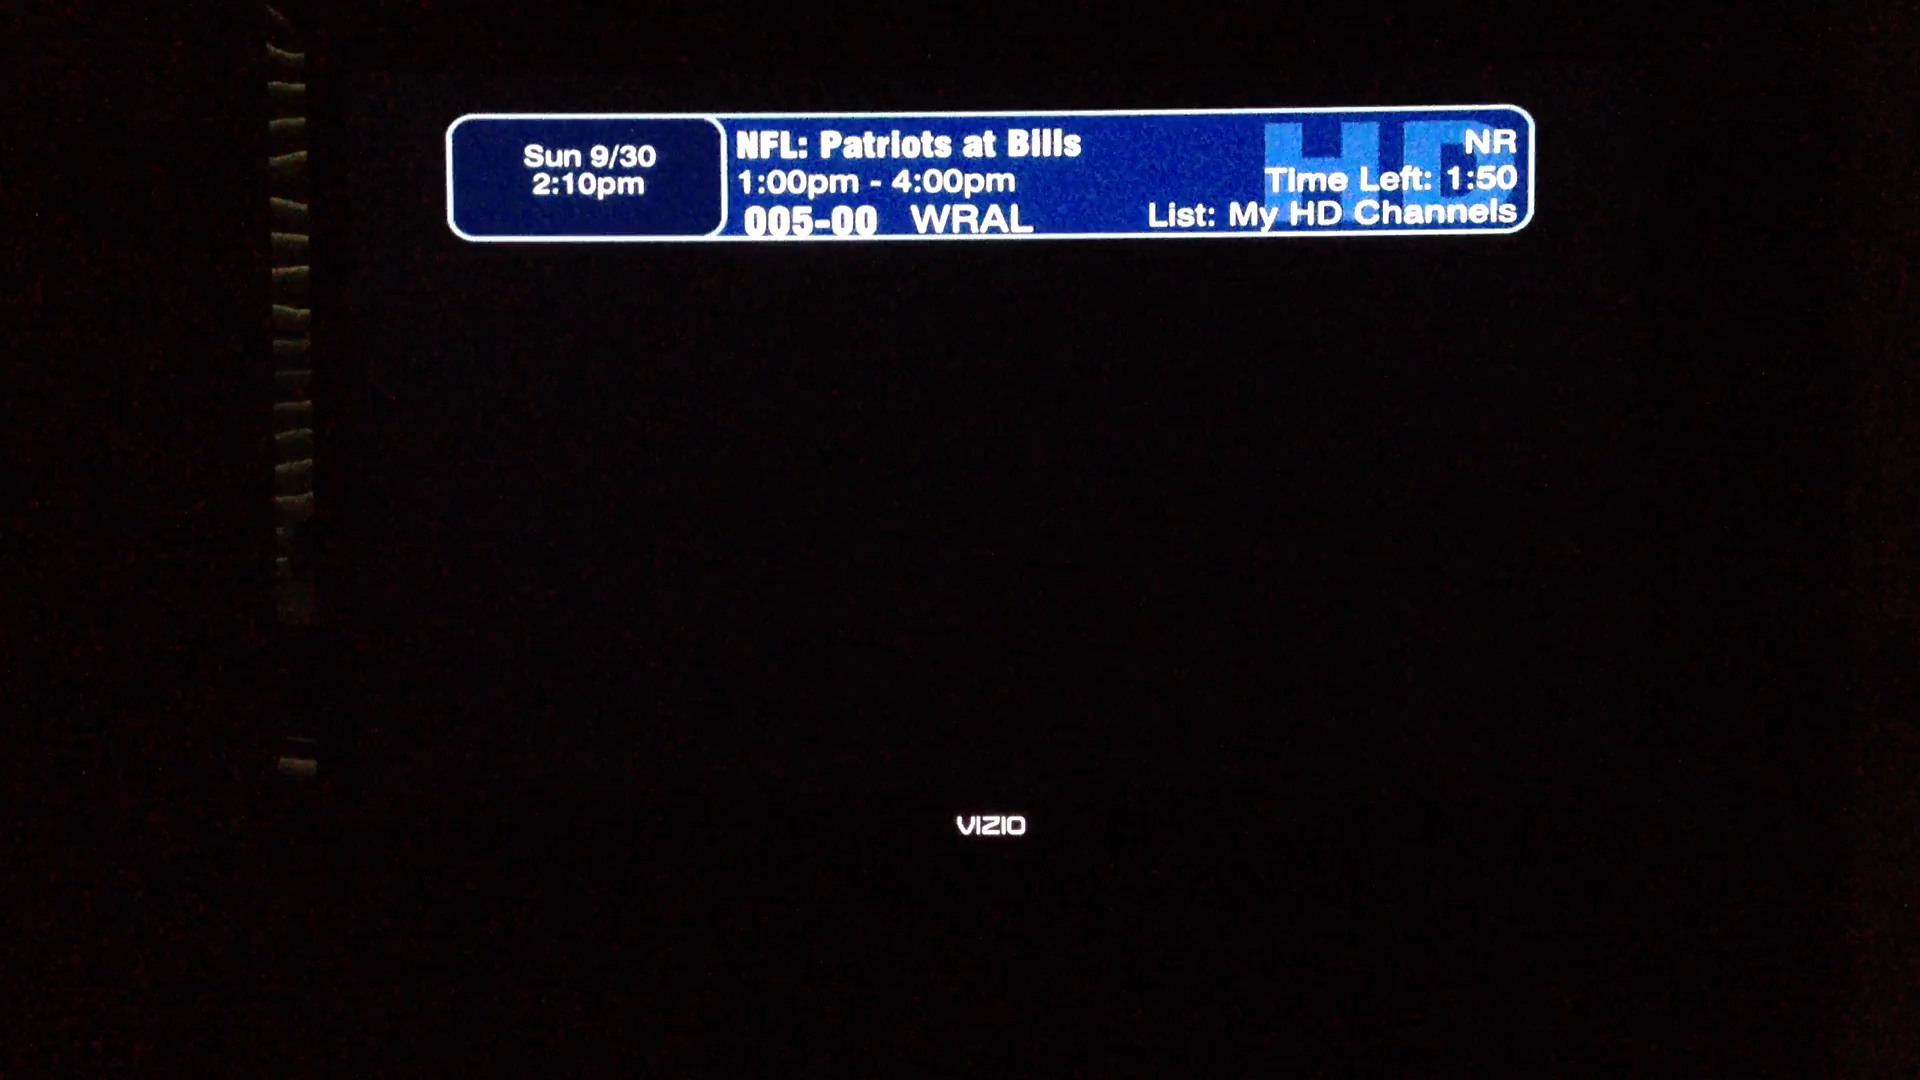 Sun 9/30
2:10pm
NFL: Patriots at Bills
1:00pm - 4:00pm
005-00 WRAL
HD
NR
Time Left: 1:50
List: My HD Channels
VIZIO